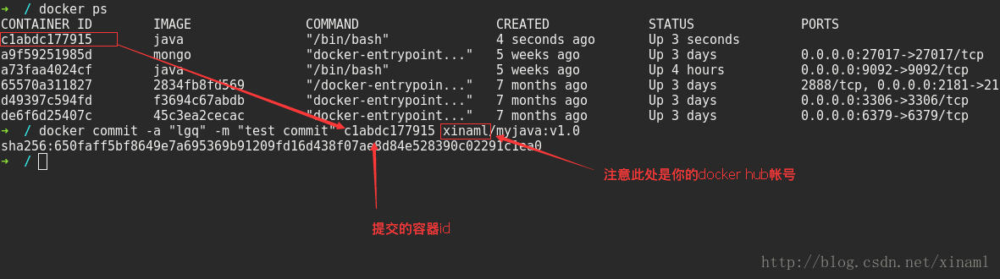 ➜  / docker ps
CONTAINER ID        IMAGE               COMMAND                  CREATED             STATUS              PORTS
c1abdc177915        java                "/bin/bash"              4 seconds ago       Up 3 seconds
a9f59251985d        mongo               "docker-entrypoint..."   5 weeks ago         Up 3 days           0.0.0.0:27017->27017/tcp
a73faa4024cf        java                "/bin/bash"              5 weeks ago         Up 4 hours          0.0.0.0:9092->9092/tcp
65570a311827        2834fb8fd569        "/docker-entrypoin..."   7 months ago        Up 3 days           2888/tcp, 0.0.0.0:2181->21
d49397c594fd        f3694c67abdb        "docker-entrypoint..."   7 months ago        Up 3 days           0.0.0.0:3306->3306/tcp
de6f6d25407c        45c3ea2cecac        "docker-entrypoint..."   7 months ago        Up 3 days           0.0.0.0:6379->6379/tcp
➜  / docker commit -a "lgq" -m "test commit" c1abdc177915 xinaml/myjava:v1.0
sha256:650faff5bf8649e7a695369b91209fd16d438f07ae8d84e528390c02291c1ea0
➜  /
注意此处是你的docker hub帐号
提交的容器id
http://blog.csdn.net/xinaml